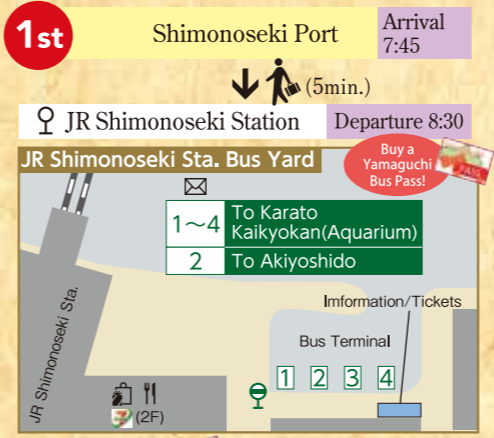 1st
Shimonoseki Port
Arrival
7:45
(5min.)
JR Shimonoseki Station
Departure 8:30
JR Shimonoseki Sta. Bus Yard
Buy a
Yamaguchi
Bus Pass!
PASS
1～4
To Karato
Kaikyokan(Aquarium)
2
To Akiyoshido
Imformation/Tickets
JR Shimonoseki Sta.
Bus Terminal
1 2 3 4
7
(2F)